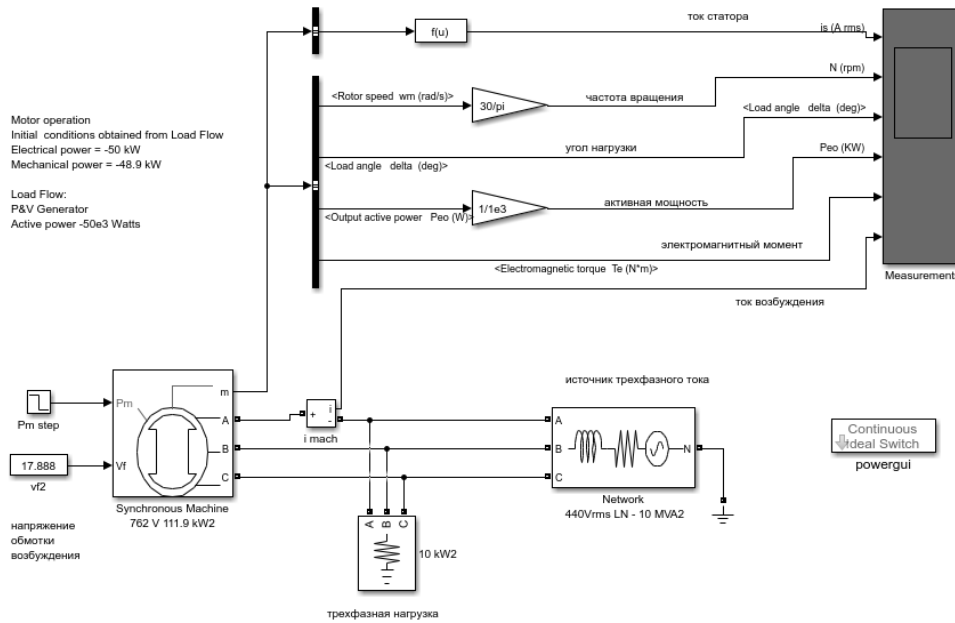 ток статора
is (A rms)
f(u)
N (rpm)
<Rotor speed wm (rad/s)>
30/pi
частота вращения
<Load angle delta (deg)>
Motor operation
Initial conditions obtained from Load Flow
Electrical power = -50 kW
Mechanical power = -48.9 kW
Load Flow:
P&V Generator
Active power -50e3 Watts
угол нагрузки
<Load angle delta (deg)>
Peo (KW)
<Output active power Peo (W)>
1/1e3
активная мощность
электромагнитный момент
<Electromagnetic torque Te (N*m)>
Measurement
ток возбуждения
источник трехфазного тока
Pm step
Pm
m
A
B
C
Vf
17.888
vf2
Synchronous Machine
762 V 111.9 kW2
напряжение
обмотки
возбуждения
+
i
-
i mach
A
B
C
N
Network
440Vrms LN - 10 MVA2
A B C
10 kW2
трехфазная нагрузка
Continuous
Ideal Switch
powergui